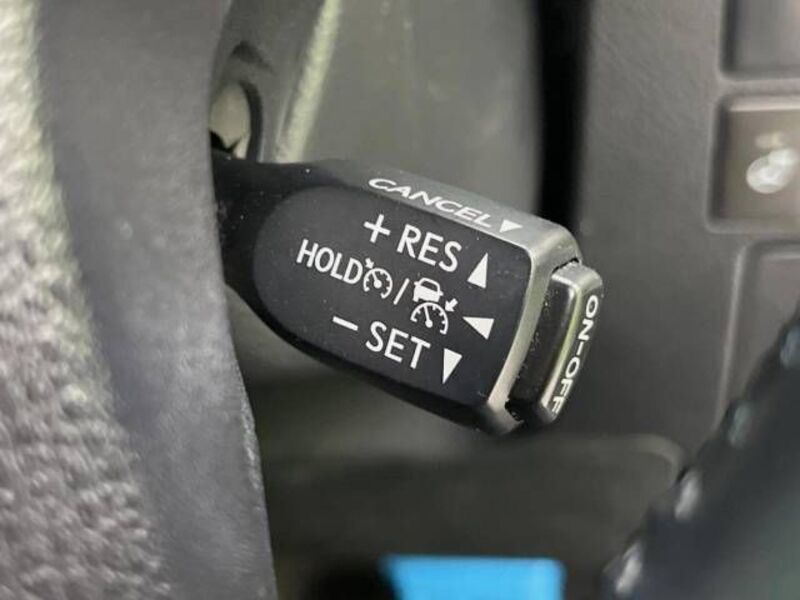 CANCEL
+ RES
HOLD /
− SET
ON-OFF